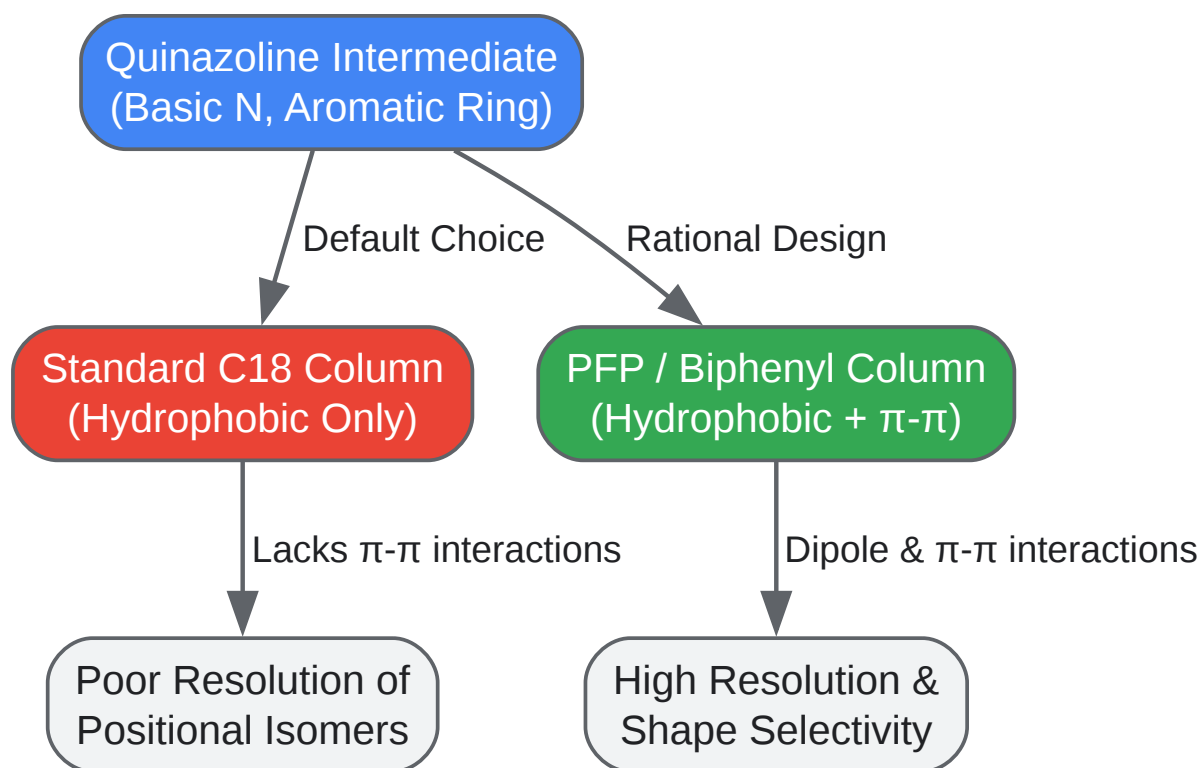 Quinazoline Intermediate
(Basic N, Aromatic Ring)
Default Choice
Rational Design
Standard C18 Column
(Hydrophobic Only)
PFP / Biphenyl Column
(Hydrophobic + π-π)
Lacks π-π interactions
Dipole & π-π interactions
Poor Resolution of
Positional Isomers
High Resolution &
Shape Selectivity